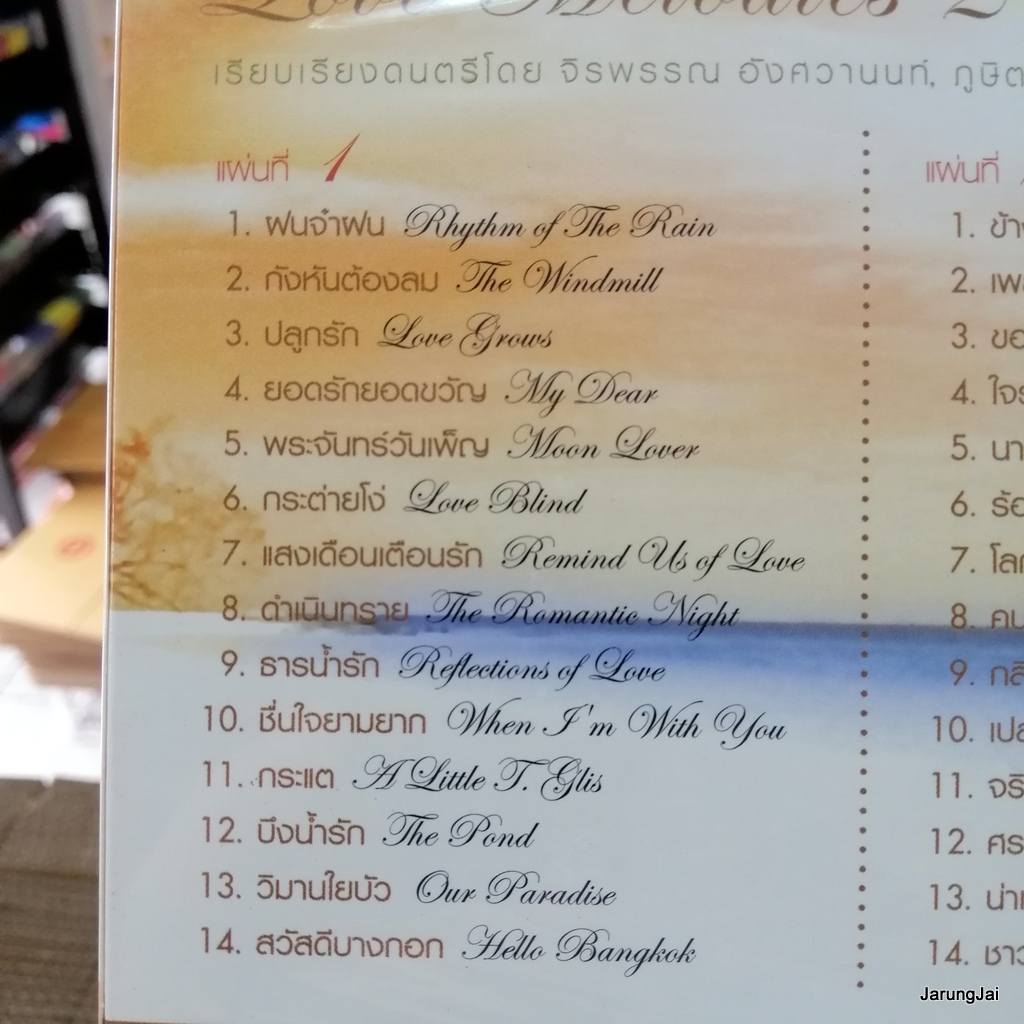 Love Melodies 2
เรียบเรียงดนตรีโดย จิรพรรณ อังศวานนท์,
แผ่นที่ 1
1. ฝนจ๋าฝน Rhythm of The Rain
2. กังหันต้องลม The Windmill
3. ปลูกรัก Love Grows
4. ยอดรักยอดขวัญ My Dear
5. พระจันทร์วันเพ็ญ Moon Lover
6. กระต่ายโง่ Love Blind
7. แสงเดือนเตือนรัก Remind Us of Love
8. ดำเนินทราย The Romantic Night
9. ธารน้ำรัก Reflections of Love
10. ชื่นใจยามยาก When I'm With You
11. กระแต A Little T. Glis
12. บึงน้ำรัก The Pond
13. วิมานใยบัว Our Paradise
14. สวัสดีบางกอก Hello Bangkok
แผ่นที่
1.
2.
3.
4.
5.
6.
7.
8.
9.
10.
11.
12.
13.
14.
JarungJai